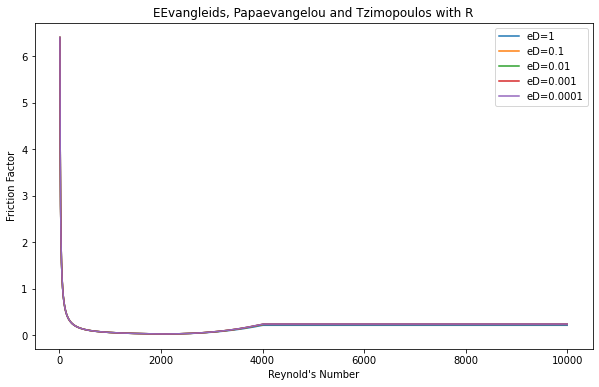 EEvangleids, Papaevangelou and Tzimopoulos with R
eD=1
eD=0.1
eD=0.01
eD=0.001
eD=0.0001
Friction Factor
6
5
4
3
2
1
0
0 2000 4000 6000 8000 10000
Reynold's Number